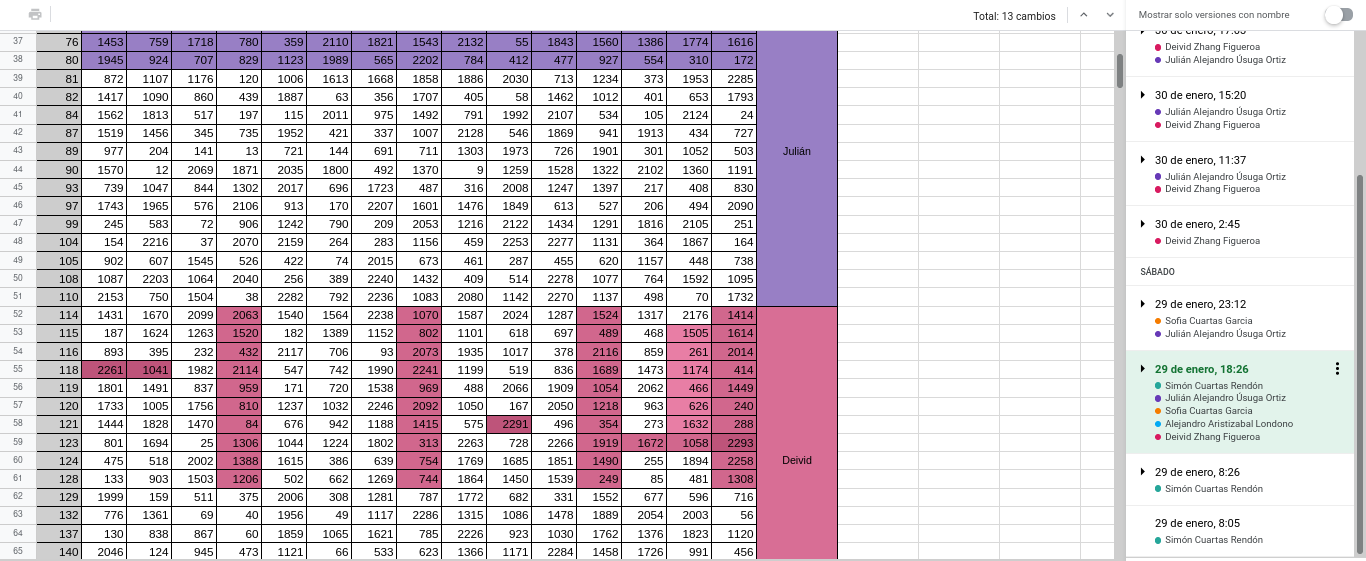 Total: 13 cambios
Mostrar solo versiones con nombre
37 76 1453 759 1718 780 359 2110 1821 1543 2132 55 1843 1560 1386 1774 1616
38 80 1945 924 707 829 1123 1989 565 2202 784 412 477 927 554 310 172
39 81 872 1107 1176 120 1006 1613 1668 1858 1886 2030 713 1234 373 1953 2285
40 82 1417 1090 860 439 1887 63 356 1707 405 58 1462 1012 401 653 1793
41 84 1562 1813 517 197 115 2011 975 1492 791 1992 2107 534 105 2124 24
42 87 1519 1456 345 735 1952 421 337 1007 2128 546 1869 941 1913 434 727
43 89 977 204 141 13 721 144 691 711 1303 1973 726 1901 301 1052 503
Julián
44 90 1570 12 2069 1871 2035 1800 492 1370 9 1259 1528 1322 2102 1360 1191
45 93 739 1047 844 1302 2017 696 1723 487 316 2008 1247 1397 217 408 830
46 97 1743 1965 576 2106 913 170 2207 1601 1476 1849 613 527 206 494 2090
47 99 245 583 72 906 1242 790 209 2053 1216 2122 1434 1291 1816 2105 251
48 104 154 2216 37 2070 2159 264 283 1156 459 2253 2277 1131 364 1867 164
49 105 902 607 1545 526 422 74 2015 673 461 287 455 620 1157 448 738
50 108 1087 2203 1064 2040 256 389 2240 1432 409 514 2278 1077 764 1592 1095
51 110 2153 750 1504 38 2282 792 2236 1083 2080 1142 2270 1137 498 70 1732
52 114 1431 1670 2099 2063 1540 1564 2238 1070 1587 2024 1287 1524 1317 2176 1414
53 115 187 1624 1263 1520 182 1389 1152 802 1101 618 697 489 468 1505 1614
54 116 893 395 232 432 2117 706 93 2073 1935 1017 378 2116 859 261 2014
55 118 2261 1041 1982 2114 547 742 1990 2241 1199 519 836 1689 1473 1174 414
56 119 1801 1491 837 959 171 720 1538 969 488 2066 1909 1054 2062 466 1449
57 120 1733 1005 1756 810 1237 1032 2246 2092 1050 167 2050 1218 963 626 240
58 121 1444 1828 1470 84 676 942 1188 1415 575 2291 496 354 273 1632 288
59 123 801 1694 25 1306 1044 1224 1802 313 2263 728 2266 1919 1672 1058 2293
60 124 475 518 2002 1388 1615 386 639 754 1769 1685 1851 1490 255 1894 2258
Deivid
61 128 133 903 1503 1206 502 662 1269 744 1864 1450 1539 249 85 481 1308
62 129 1999 159 511 375 2006 308 1281 787 1772 682 331 1552 677 596 716
63 132 776 1361 69 40 1956 49 1117 2286 1315 1086 1478 1889 2054 2003 56
64 137 130 838 867 60 1859 1065 1621 785 2226 923 1030 1762 1376 1823 1120
65 140 2046 124 945 473 1121 66 533 623 1366 1171 2284 1458 1726 991 456
Deivid Zhang Figueroa
Julián Alejandro Úsuga Ortiz
30 de enero, 15:20
Julián Alejandro Úsuga Ortiz
Deivid Zhang Figueroa
30 de enero, 11:37
Julián Alejandro Úsuga Ortiz
Deivid Zhang Figueroa
30 de enero, 2:45
Deivid Zhang Figueroa
SÁBADO
29 de enero, 23:12
Sofia Cuartas Garcia
Julián Alejandro Úsuga Ortiz
29 de enero, 18:26
Simón Cuartas Rendón
Julián Alejandro Úsuga Ortiz
Sofia Cuartas Garcia
Alejandro Aristizabal Londono
Deivid Zhang Figueroa
29 de enero, 8:26
Simón Cuartas Rendón
29 de enero, 8:05
Simón Cuartas Rendón